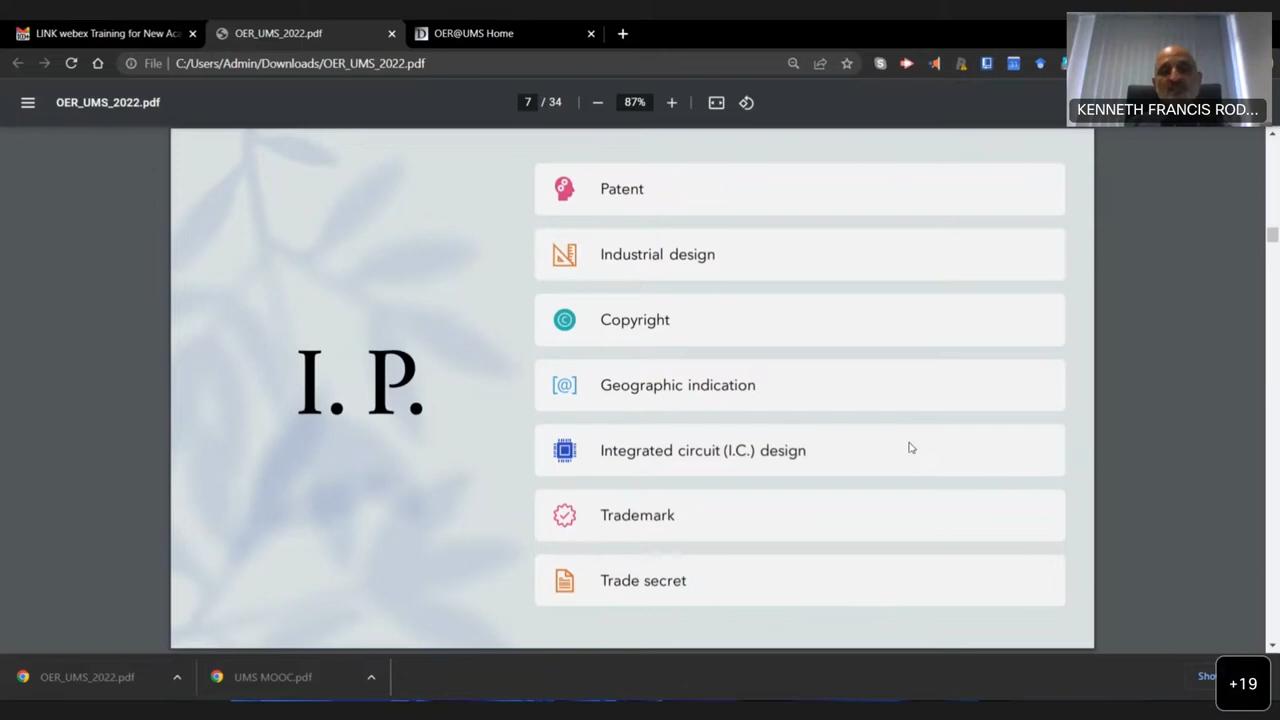 LINK webex Training for New Aca
OER_UMS_2022.pdf
OER@UMS Home
File
C:/Users/Admin/Downloads/OER_UMS_2022.pdf
OER_UMS_2022.pdf
7 / 34
87%
KENNETH FRANCIS ROD...
I. P.
Patent
Industrial design
Copyright
Geographic indication
Integrated circuit (I.C.) design
Trademark
Trade secret
OER_UMS_2022.pdf
UMS MOOC.pdf
Sho
+19